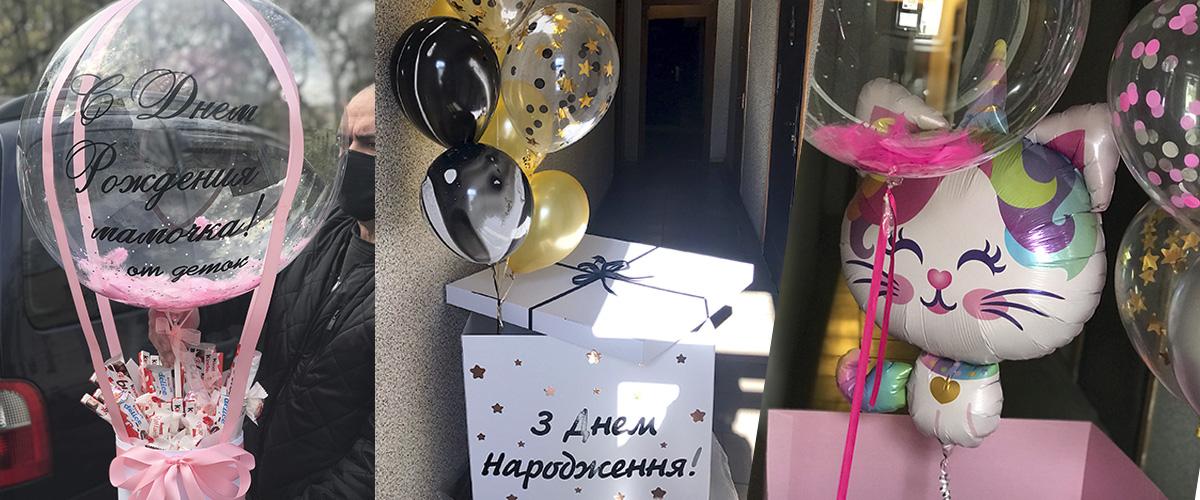 С Днем
Рождения
мамочка!
от деток
З Днем
Народження!